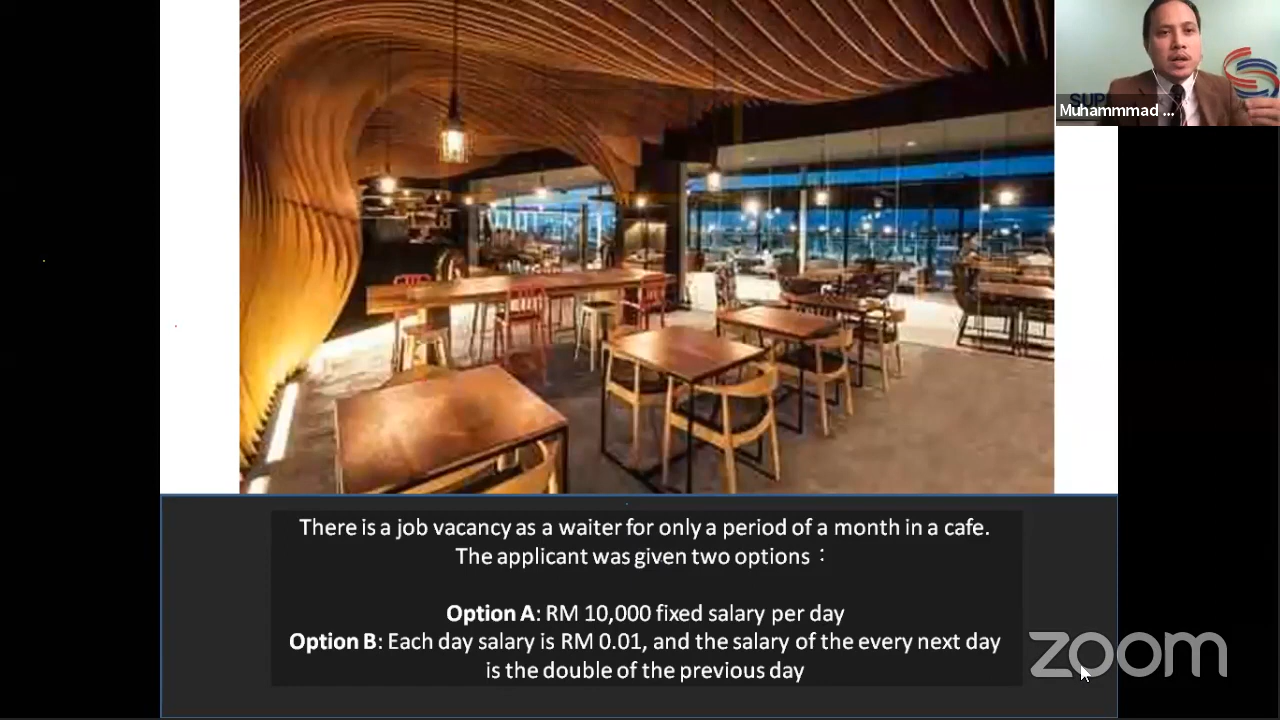 SUP
Muhammmad ...
There is a job vacancy as a waiter for only a period of a month in a cafe.
The applicant was given two options :
Option A: RM 10,000 fixed salary per day
Option B: Each day salary is RM 0.01, and the salary of the every next day
is the double of the previous day
zoom